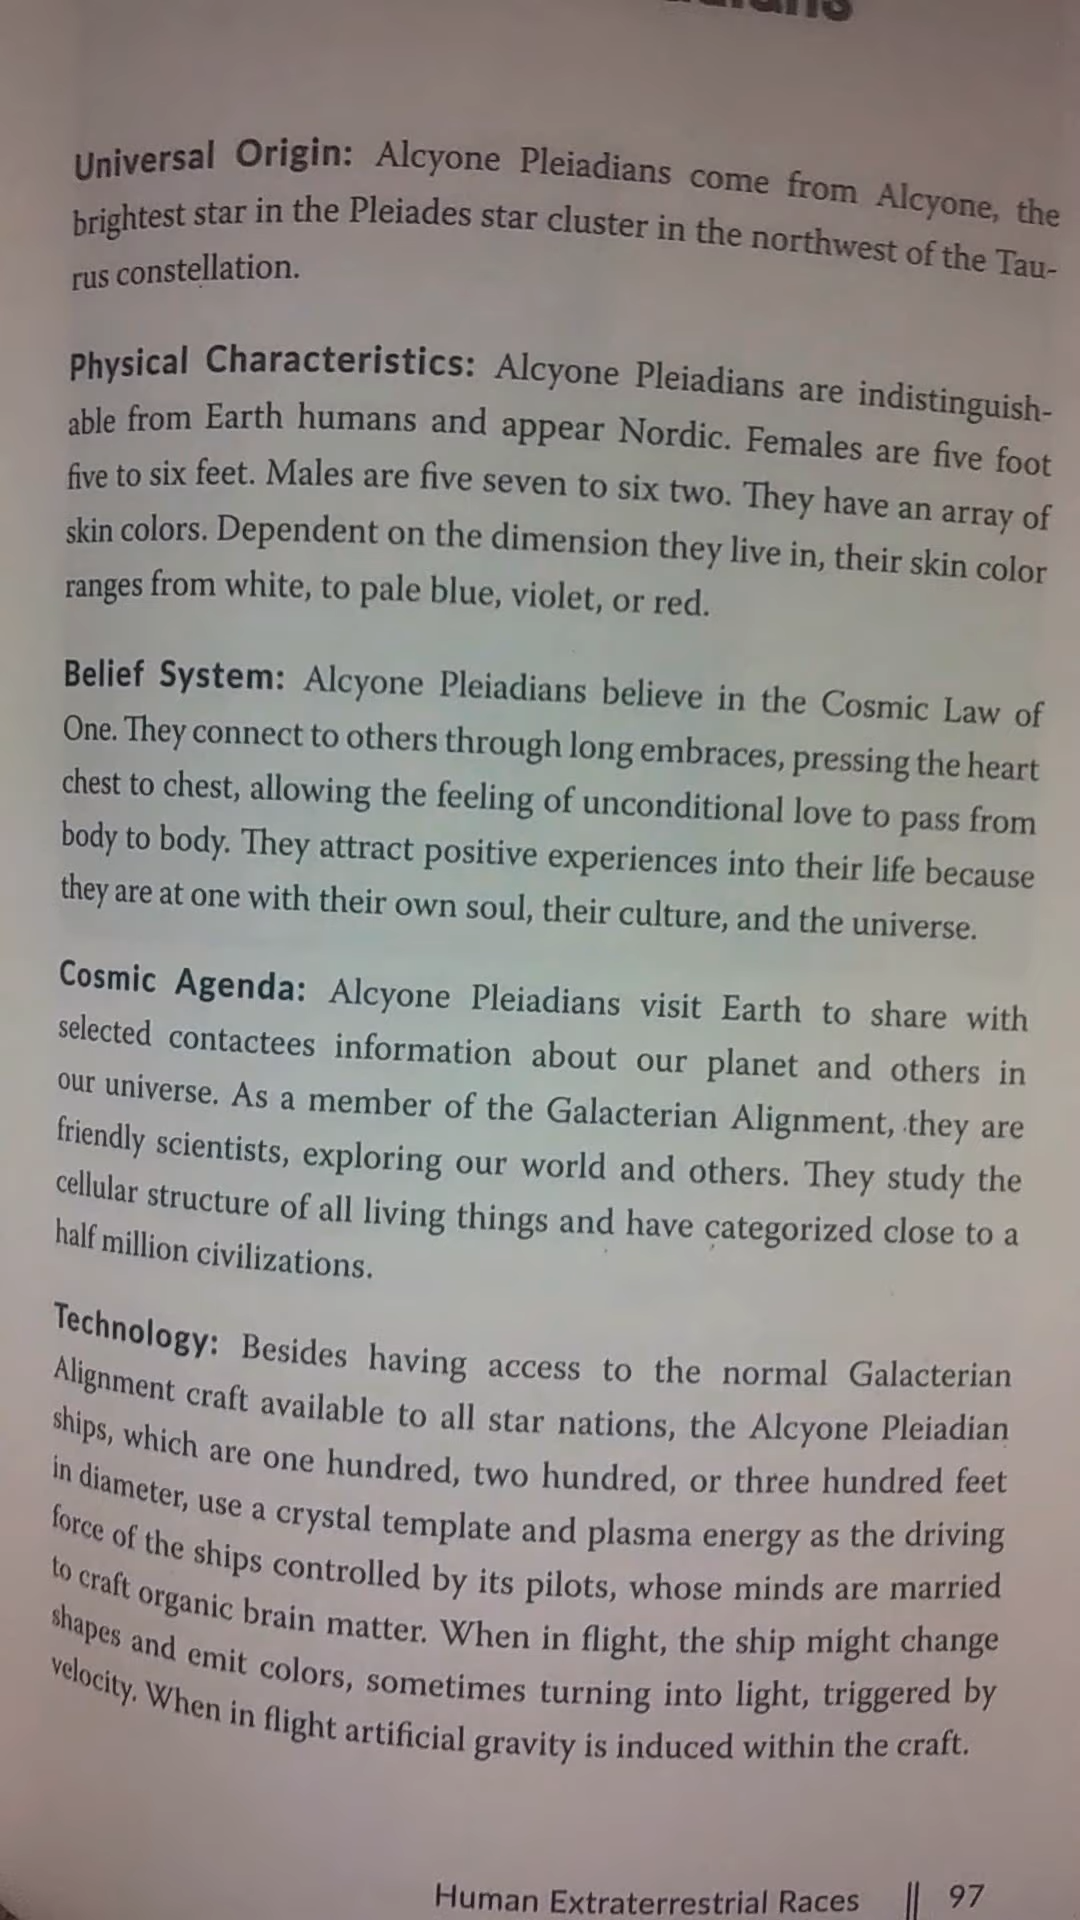 Universal Origin: Alcyone Pleiadians come from Alcyone, the
brightest star in the Pleiades star cluster in the northwest of the Tau-
rus constellation.
Physical Characteristics: Alcyone Pleiadians are indistinguish-
able from Earth humans and appear Nordic. Females are five foot
five to six feet. Males are five seven to six two. They have an array of
skin colors. Dependent on the dimension they live in, their skin color
ranges from white, to pale blue, violet, or red.
Belief System: Alcyone Pleiadians believe in the Cosmic Law of
One. They connect to others through long embraces, pressing the heart
chest to chest, allowing the feeling of unconditional love to pass from
body to body. They attract positive experiences into their life because
they are at one with their own soul, their culture, and the universe.
Cosmic Agenda: Alcyone Pleiadians visit Earth to share with
selected contactees information about our planet and others in
our universe. As a member of the Galacterian Alignment, they are
friendly scientists, exploring our world and others. They study the
cellular structure of all living things and have categorized close to a
half million civilizations.
Technology: Besides having access to the normal Galacterian
Alignment craft available to all star nations, the Alcyone Pleiadian
ships, which are one hundred, two hundred, or three hundred feet
in diameter, use a crystal template and plasma energy as the driving
force of the ships controlled by its pilots, whose minds are married
to craft organic brain matter. When in flight, the ship might change
shapes and emit colors, sometimes turning into light, triggered by
velocity. When in flight artificial gravity is induced within the craft.
Human Extraterrestrial Races || 97